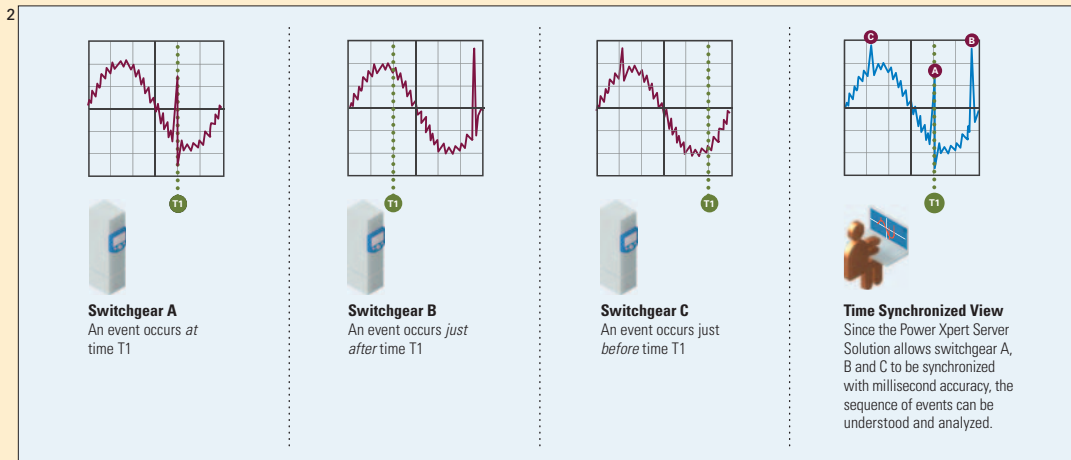 2
T1
Switchgear A
An event occurs at
time T1
T1
Switchgear B
An event occurs just
after time T1
T1
Switchgear C
An event occurs just
before time T1
C
B
A
T1
Time Synchronized View
Since the Power Xpert Server
Solution allows switchgear A,
B and C to be synchronized
with millisecond accuracy, the
sequence of events can be
understood and analyzed.